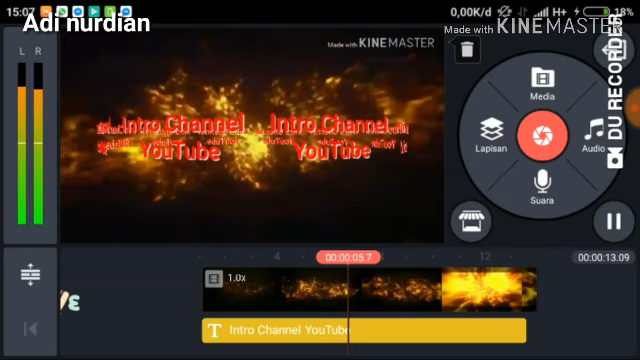 15:07
0,00K/d
H+
18%
Adi nurdian
Made with KINEMASTER
Made with KINEMASTER
DU RECORDER
L R
Intro Channel
YouTube
Intro Channel
YouTube
Media
Lapisan
Audio
Suara
00:00:05.7
00:00:13.09
4
12
1,0x
T Intro Channel YouTube